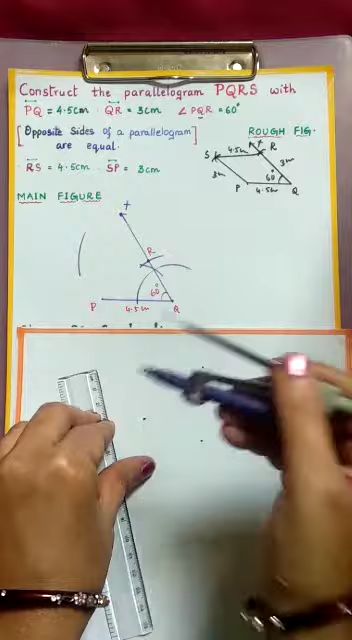 Construct the parallelogram PQRS with
PQ = 4.5cm QR = 3cm ∠ PQR = 60°
[ Opposite Sides of a parallelogram
are equal.
RS = 4.5cm SP = 3cm
ROUGH FIG.
X
S 4.5cm R
3cm 3cm
60°
P 4.5cm Q
MAIN FIGURE
X
R
60°
P 4.5cm Q